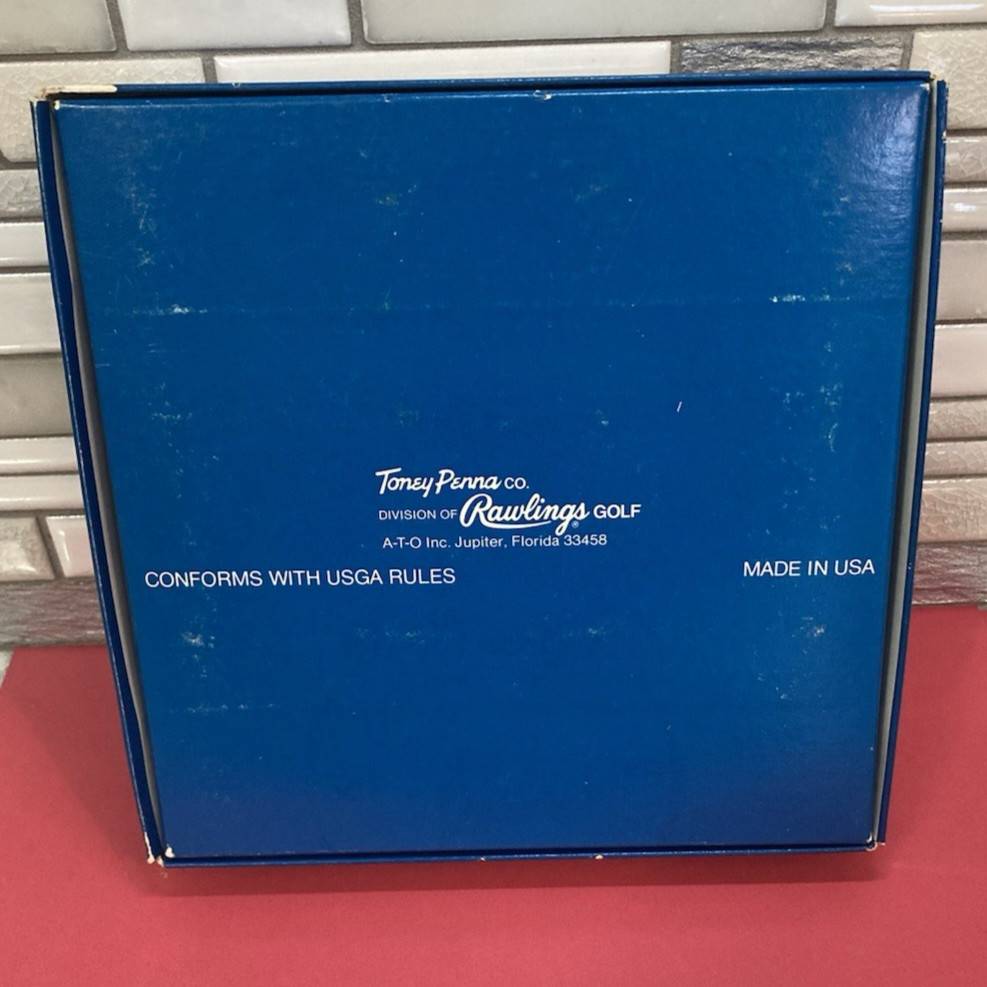 Toney Penna CO.
DIVISION OF Rawlings® GOLF
A-T-O Inc. Jupiter, Florida 33458
CONFORMS WITH USGA RULES
MADE IN USA